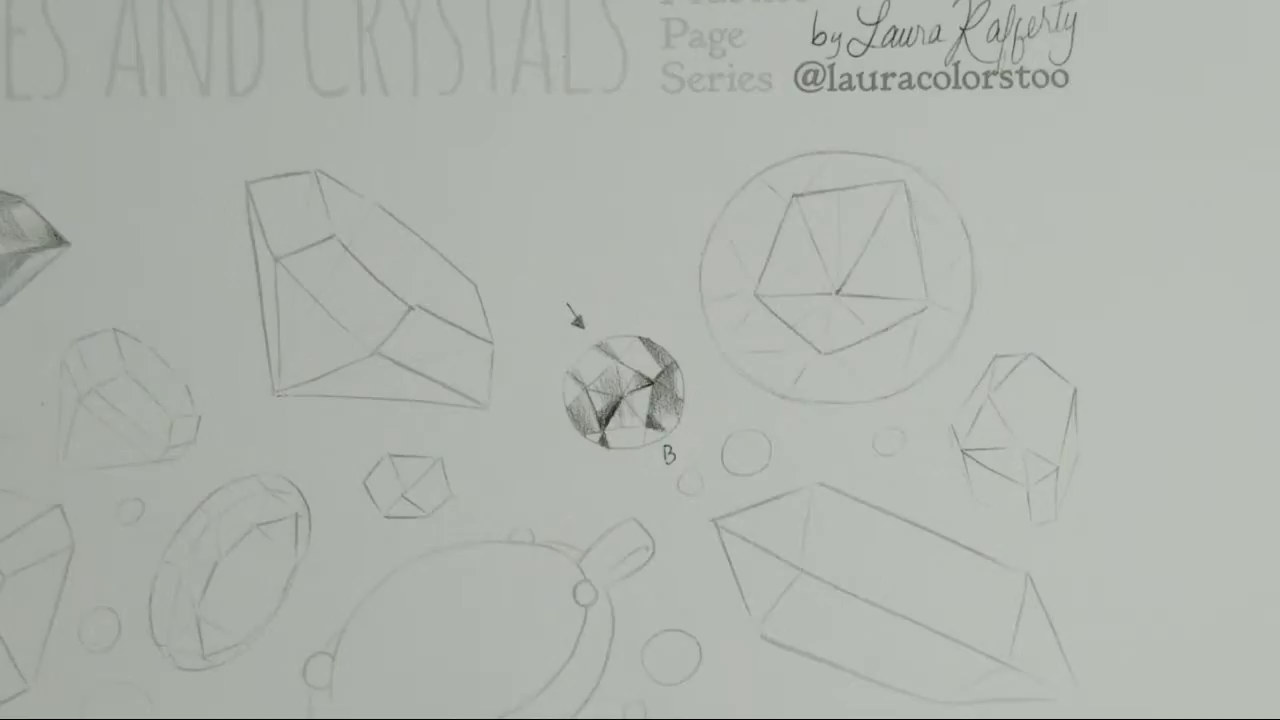 ES AND CRYSTALS
Page
Series
by Laura Rafferty
@lauracolorstoo
B